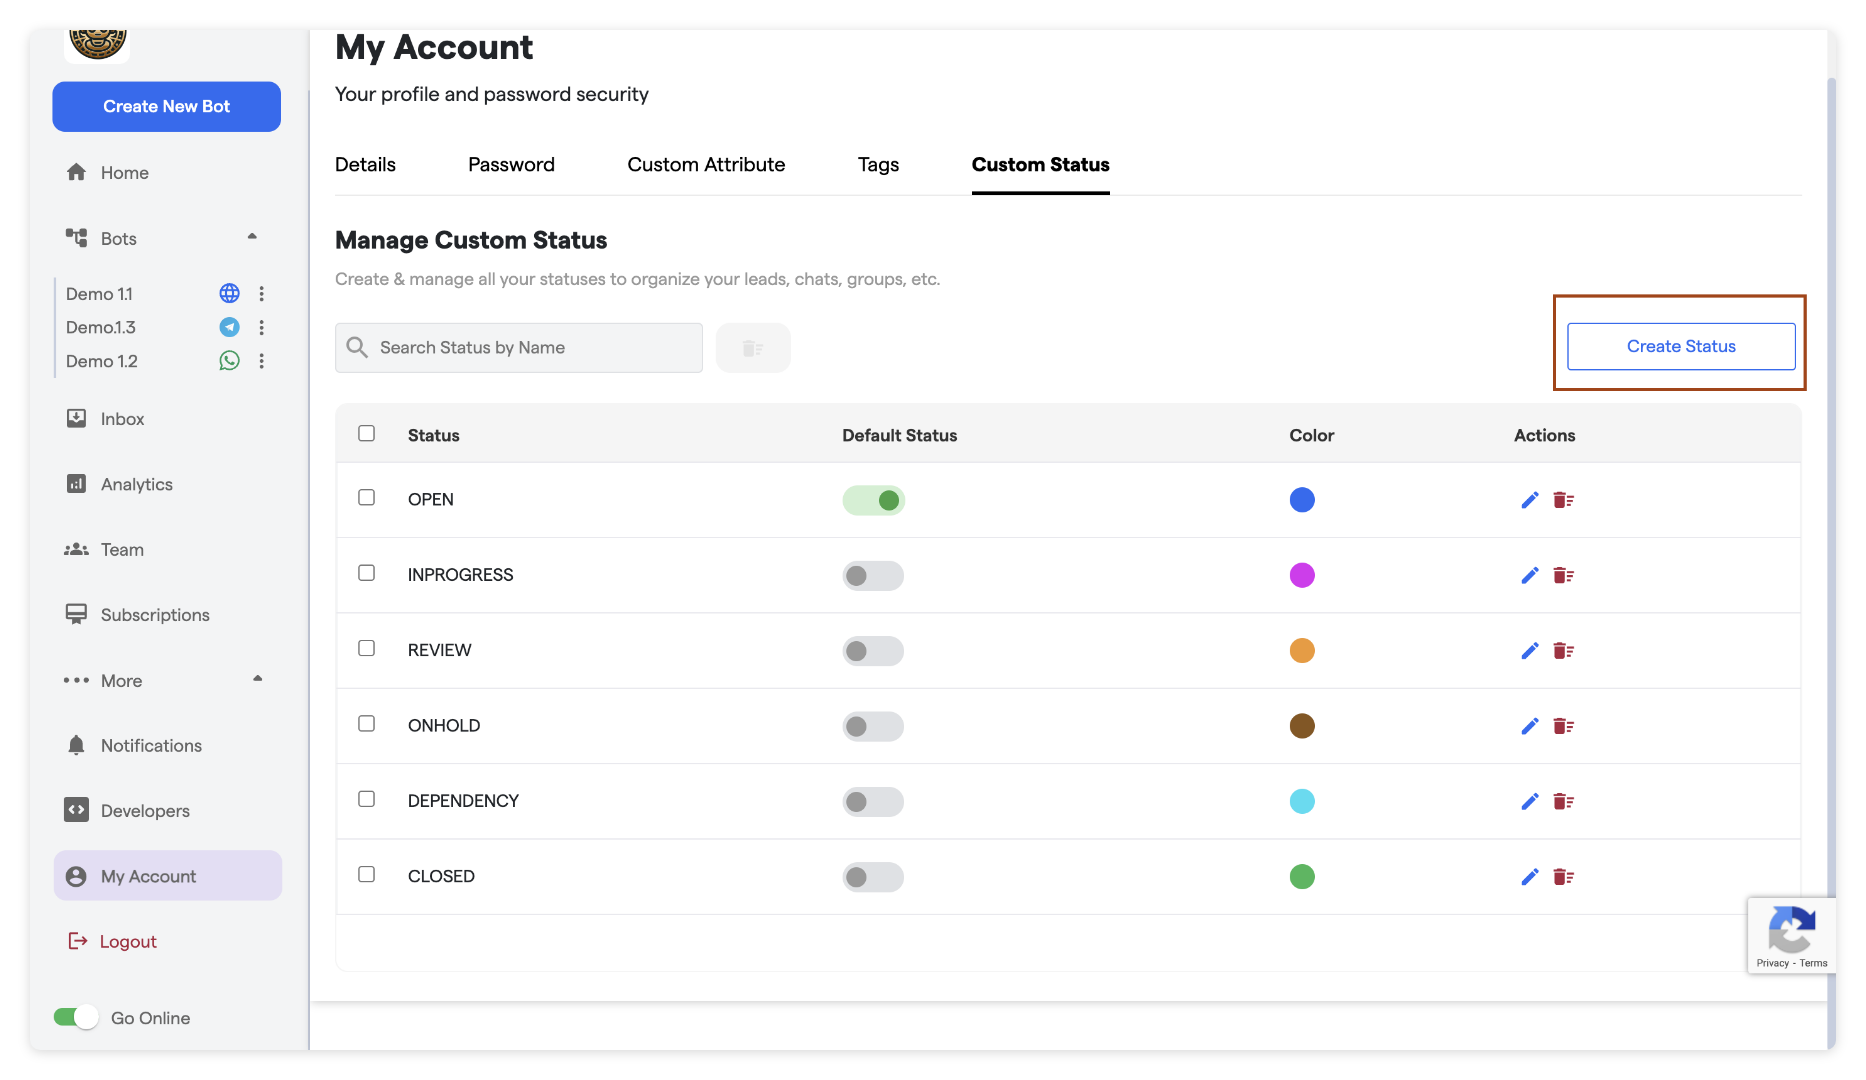 Create New Bot
Home
Bots
Demo 1.1
Demo.1.3
Demo 1.2
Inbox
Analytics
Team
Subscriptions
More
Notifications
Developers
My Account
Logout
Go Online
My Account
Your profile and password security
Details Password Custom Attribute Tags Custom Status
Manage Custom Status
Create & manage all your statuses to organize your leads, chats, groups, etc.
Search Status by Name
Create Status
Status Default Status Color Actions
OPEN
INPROGRESS
REVIEW
ONHOLD
DEPENDENCY
CLOSED
Privacy - Terms